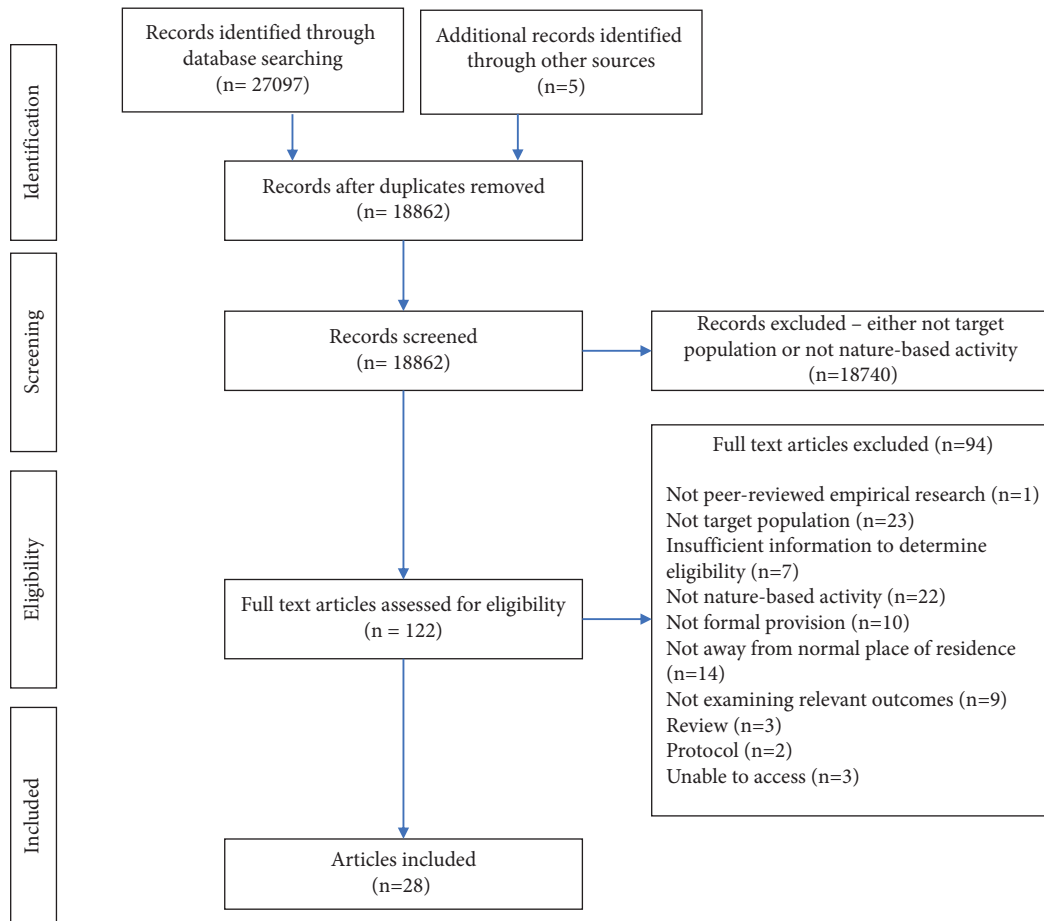 Identification
Records identified through
database searching
(n= 27097)
Additional records identified
through other sources
(n=5)
Records after duplicates removed
(n= 18862)
Screening
Records screened
(n= 18862)
Records excluded – either not target
population or not nature-based activity
(n=18740)
Eligibility
Full text articles assessed for eligibility
(n = 122)
Full text articles excluded (n=94)
Not peer-reviewed empirical research (n=1)
Not target population (n=23)
Insufficient information to determine
eligibility (n=7)
Not nature-based activity (n=22)
Not formal provision (n=10)
Not away from normal place of residence
(n=14)
Not examining relevant outcomes (n=9)
Review (n=3)
Protocol (n=2)
Unable to access (n=3)
Included
Articles included
(n=28)